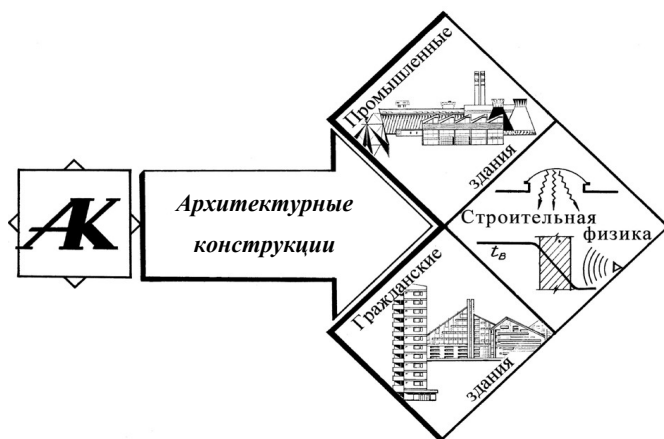 АК
Архитектурные
конструкции
Промышленные
здания
Строительная
физика
tв
Гражданские
здания